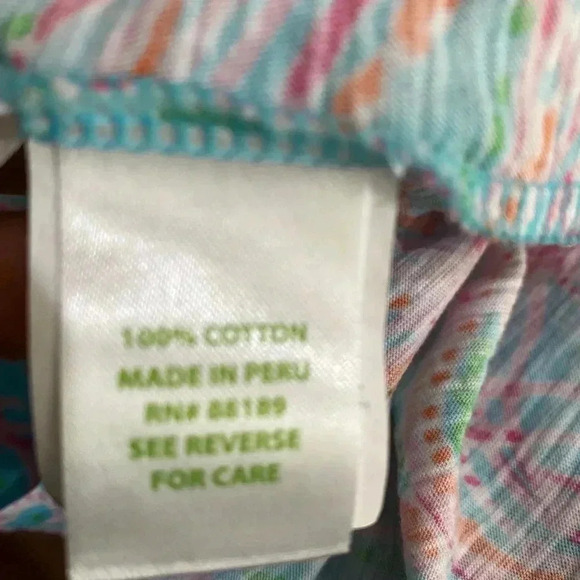 100% COTTON
MADE IN PERU
RN# 88189
SEE REVERSE
FOR CARE